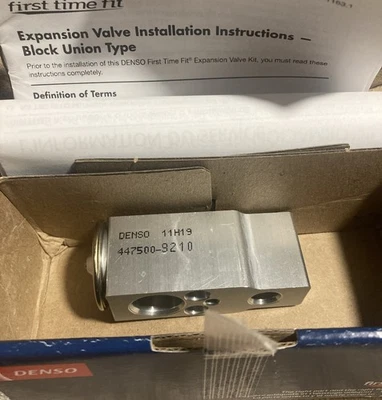 first time fit
Expansion Valve Installation Instructions —
Block Union Type
Prior to the installation of this DENSO First Time Fit® Expansion Valve Kit, you must read these
instructions completely.
Definition of Terms
DENSO 11H19
447500-9210
DENSO